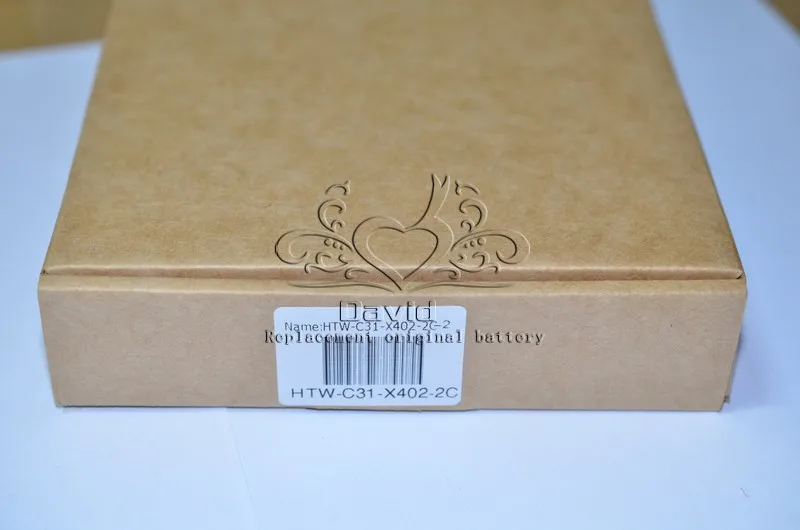 David
Name:HTW-C31-X402-2C-2
Replacement original battery
HTW-C31-X402-2C